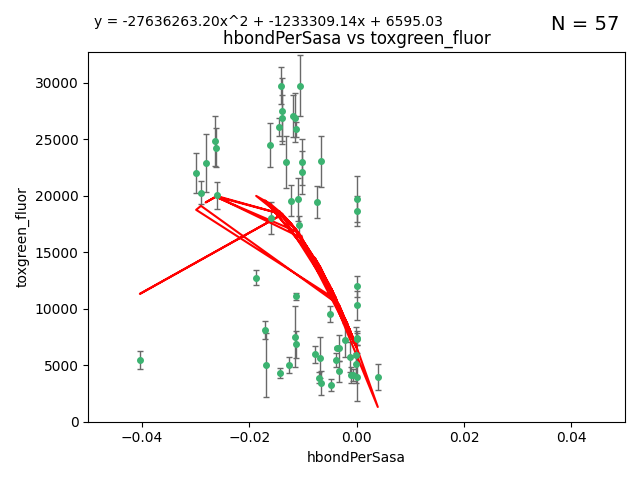 y = -27636263.20x^2 + -1233309.14x + 6595.03
N = 57
hbondPerSasa vs toxgreen_fluor
30000
25000
20000
15000
10000
5000
0
toxgreen_fluor
−0.04
−0.02
0.00
0.02
0.04
hbondPerSasa